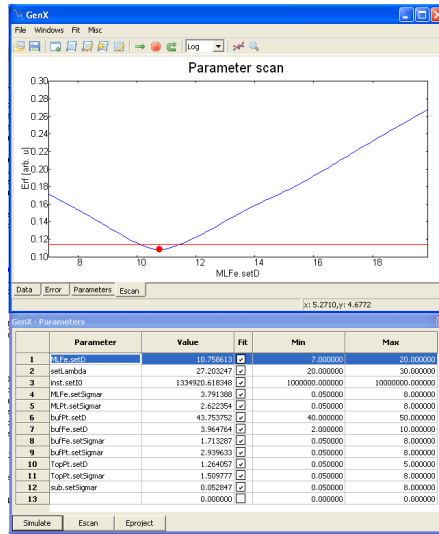 GenX
File Windows Fit Misc
Log
Parameter scan
0.30
0.28
0.26
0.24
0.22
0.20
0.18
0.16
0.14
0.12
0.10
Erf [arb. u]
8 10 12 14 16 18
MLFe.setD
Data Error Parameters Escan
x: 5.2710,y: 4.6772
GenX - Parameters
Parameter Value Fit Min Max
1 MLFe.setD 10.758613 7.000000 20.000000
2 setLambda 27.203247 20.000000 30.000000
3 inst.setI0 1334920.618348 1000000.000000 10000000.000000
4 MLFe.setSigmar 3.791388 0.050000 8.000000
5 MLPt.setSigmar 2.622354 0.050000 8.000000
6 bufPt.setD 43.753752 40.000000 50.000000
7 bufFe.setD 3.964764 2.000000 10.000000
8 bufFe.setSigmar 1.713287 0.050000 8.000000
9 bufPt.setSigmar 2.939633 0.050000 8.000000
10 TopPt.setD 1.264057 0.050000 5.000000
11 TopPt.setSigmar 1.509777 0.050000 8.000000
12 sub.setSigmar 0.052847 0.050000 8.000000
13 0.000000 0.000000 0.000000
Simulate Escan Eproject